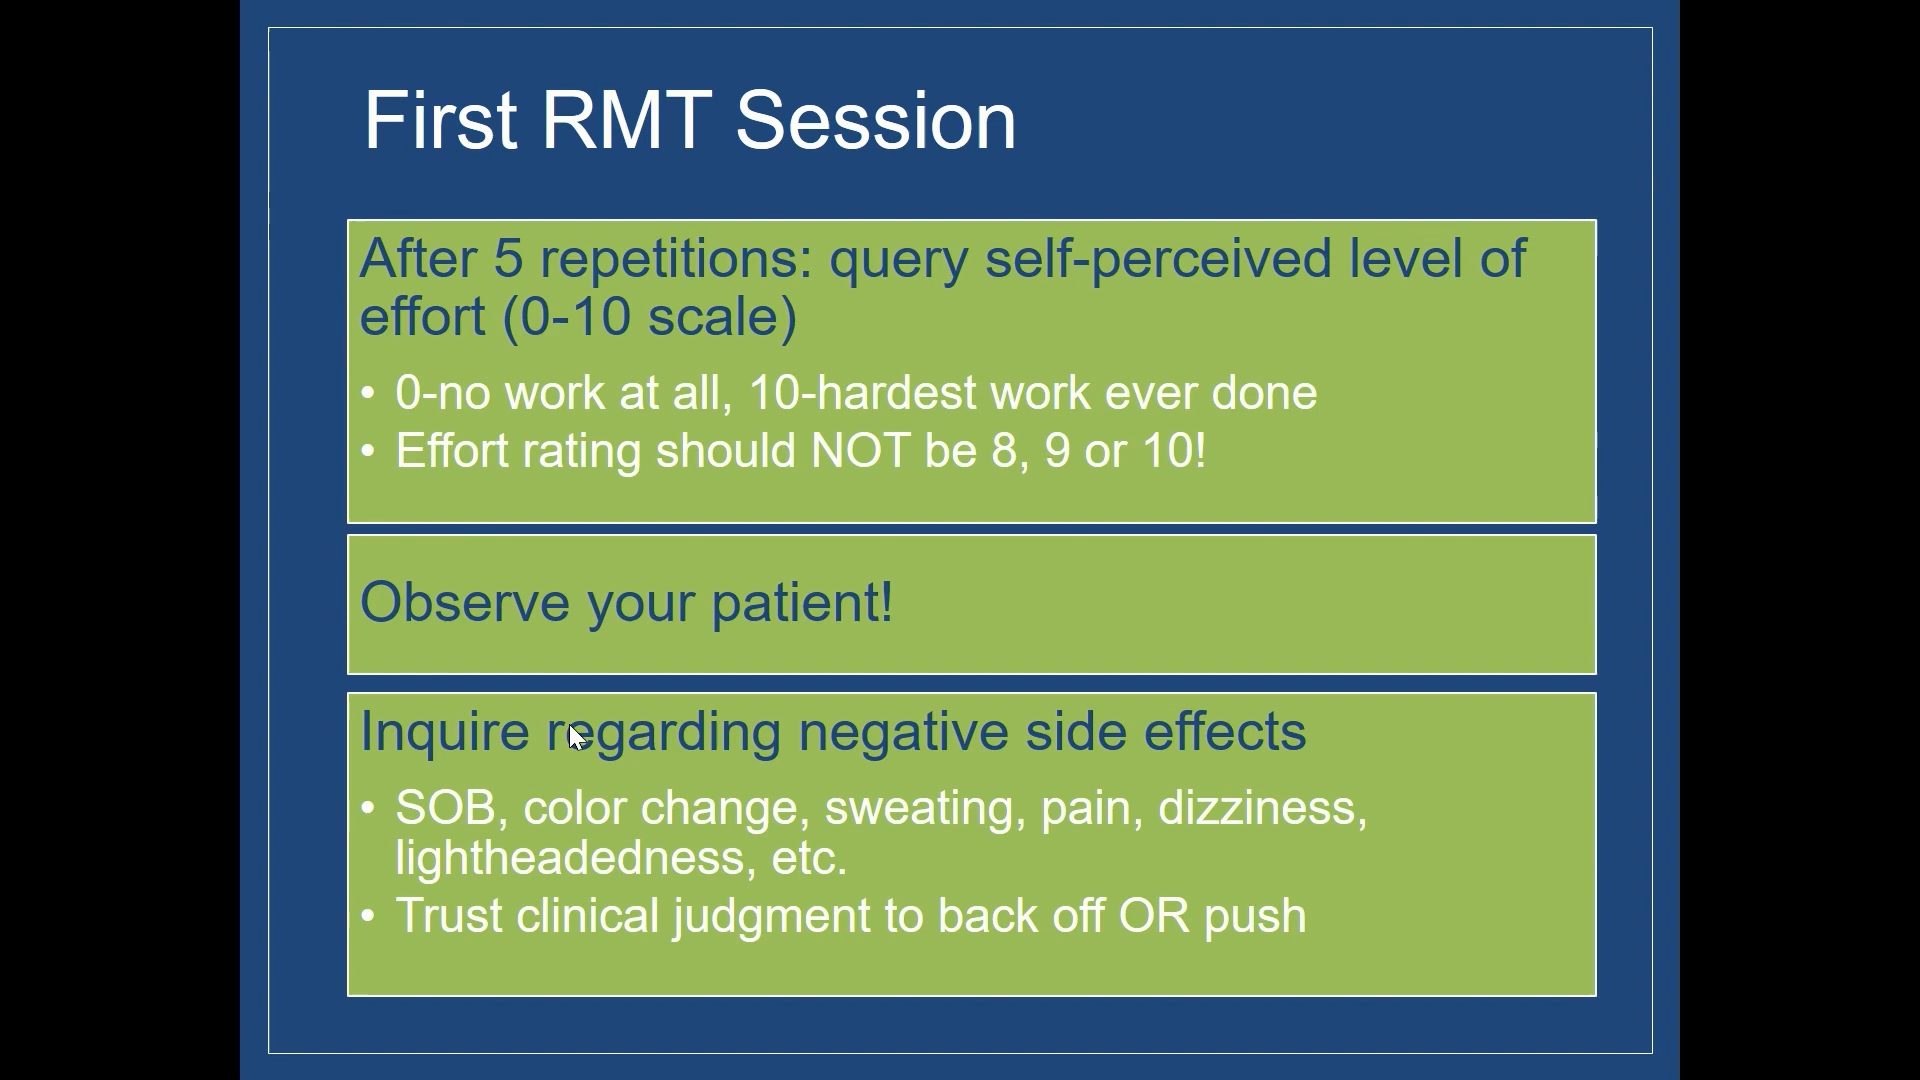 First RMT Session
After 5 repetitions: query self-perceived level of
effort (0-10 scale)
• 0-no work at all, 10-hardest work ever done
• Effort rating should NOT be 8, 9 or 10!
Observe your patient!
Inquire regarding negative side effects
• SOB, color change, sweating, pain, dizziness,
lightheadedness, etc.
• Trust clinical judgment to back off OR push